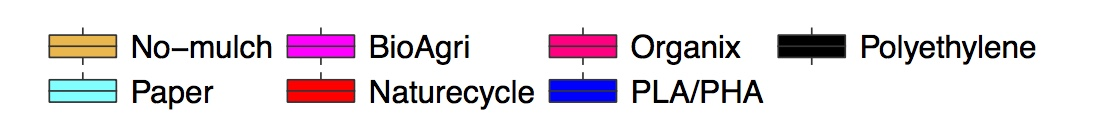 No−mulch BioAgri Organix Polyethylene
Paper Naturecycle PLA/PHA